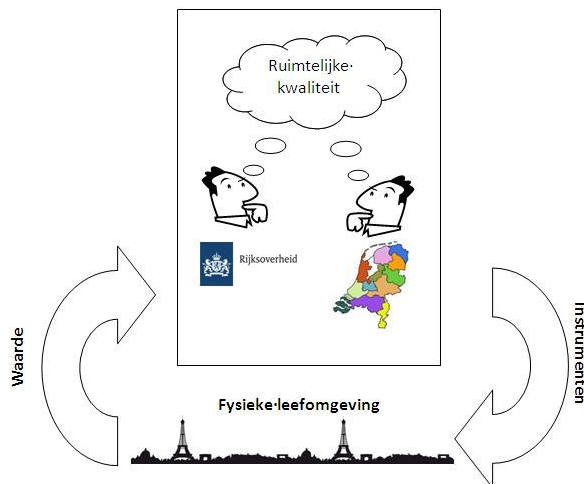 Ruimtelijke·
kwaliteit
Rijksoverheid
Waarde
Instrumenten
Fysieke·leefomgeving